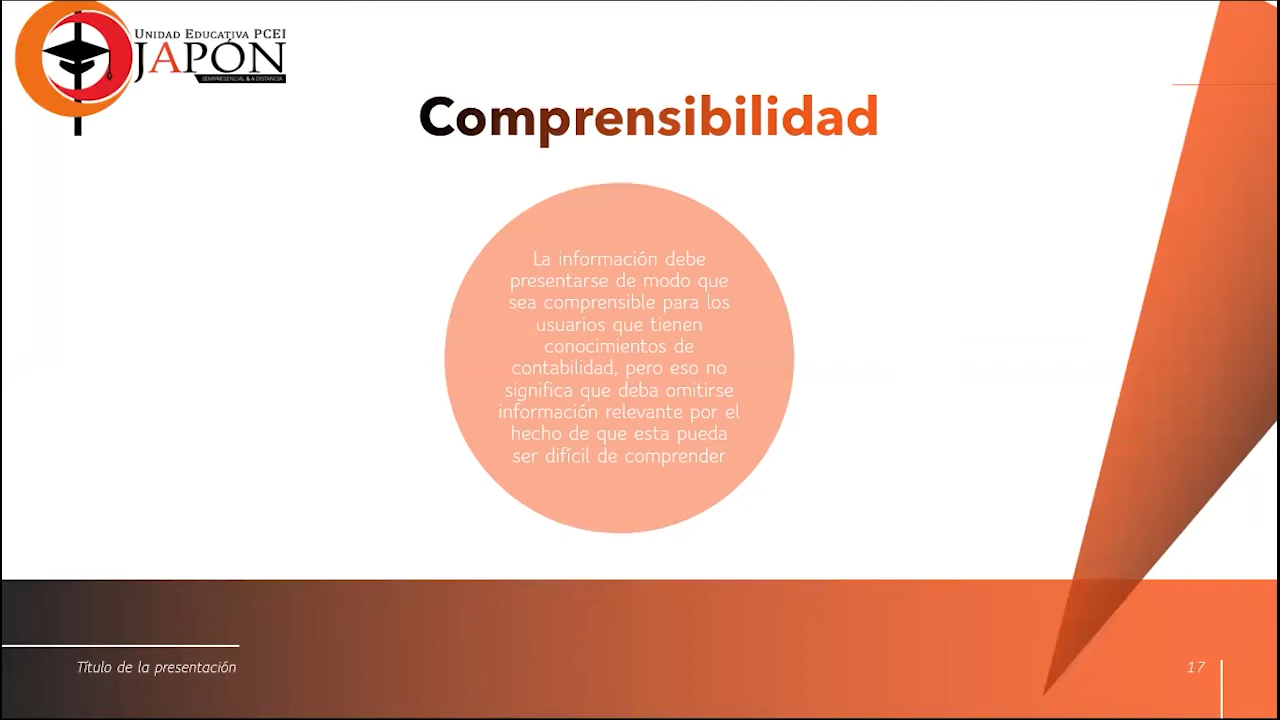 UNIDAD EDUCATIVA PCEI
JAPÓN
SEMIPRESENCIAL & A DISTANCIA
Comprensibilidad
La información debe
presentarse de modo que
sea comprensible para los
usuarios que tienen
conocimientos de
contabilidad, pero eso no
significa que deba omitirse
información relevante por el
hecho de que esta pueda
ser difícil de comprender
Título de la presentación
17